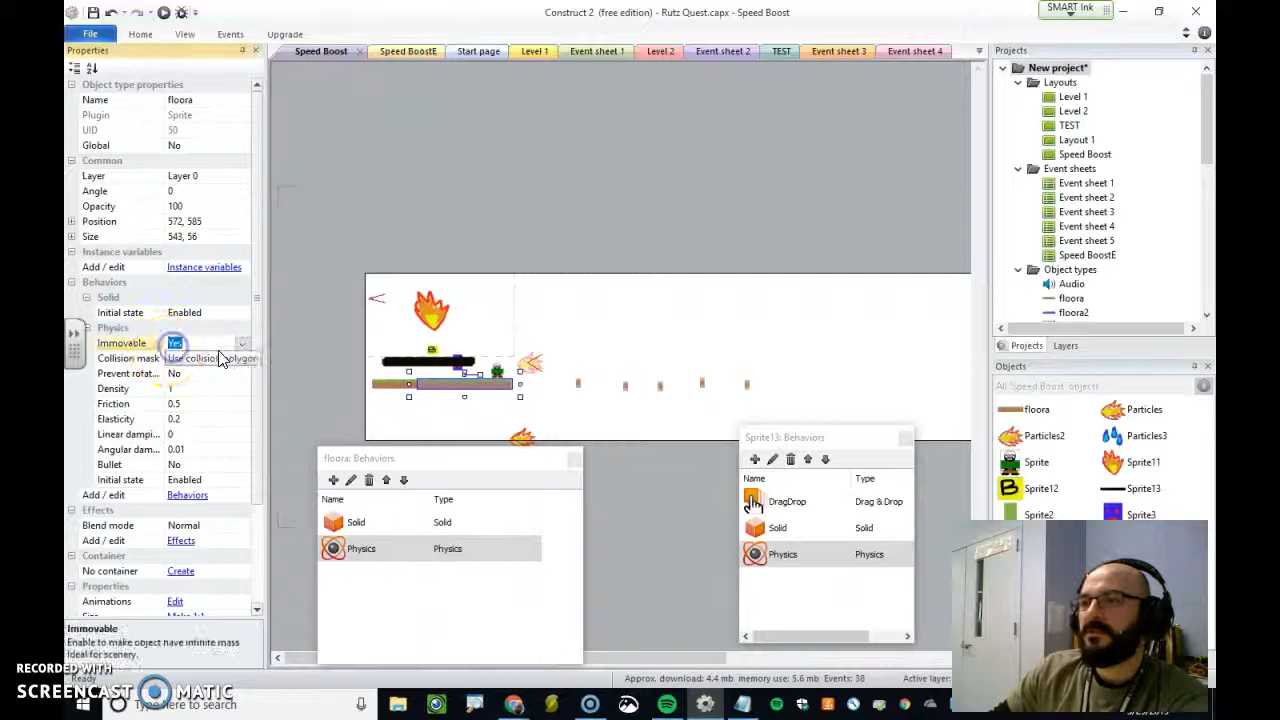 Construct 2 (free edition) - Rutz Quest.capx - Speed Boost
SMART Ink
File
Home
View
Events
Upgrade
Properties
Speed Boost
SpeedBoostE
Start page
Level 1
Event sheet 1
Level 2
Event sheet 2
TEST
Event sheet 3
Event sheet 4
Projects
Object type properties
Name floora
Plugin Sprite
UID 50
Global No
Common
Layer Layer 0
Angle 0
Opacity 100
Position 572, 585
Size 543, 56
Instance variables
Add / edit Instance variables
Behaviors
Solid
Initial state Enabled
Physics
Immovable Yes
Collision mask Use collision polygon
Prevent rotat... No
Density 1
Friction 0.5
Elasticity 0.2
Linear dampi... 0
Angular dam... 0.01
Bullet No
Initial state Enabled
Add / edit Behaviors
Effects
Blend mode Normal
Add / edit Effects
Container
No container Create
Properties
Animations Edit
Immovable
Enable to make object have infinite mass
Ideal for scenery.
Ready
B
floora: Behaviors
Name Type
Solid Solid
Physics Physics
Sprite13: Behaviors
Name Type
DragDrop Drag & Drop
Solid Solid
Physics Physics
New project*
Layouts
Level 1
Level 2
TEST
Layout 1
Speed Boost
Event sheets
Event sheet 1
Event sheet 2
Event sheet 3
Event sheet 4
Event sheet 5
SpeedBoostE
Object types
Audio
floora
floora2
Projects
Layers
Objects
All 'Speed Boost' objects
floora
Particles
Particles2
Particles3
Sprite
Sprite11
B
Sprite12
Sprite13
Sprite2
Sprite3
Approx. download: 4.4 mb memory use: 5.6 mb Events: 38 Active layer:
RECORDED WITH
SCREENCAST MATIC
Type here to search